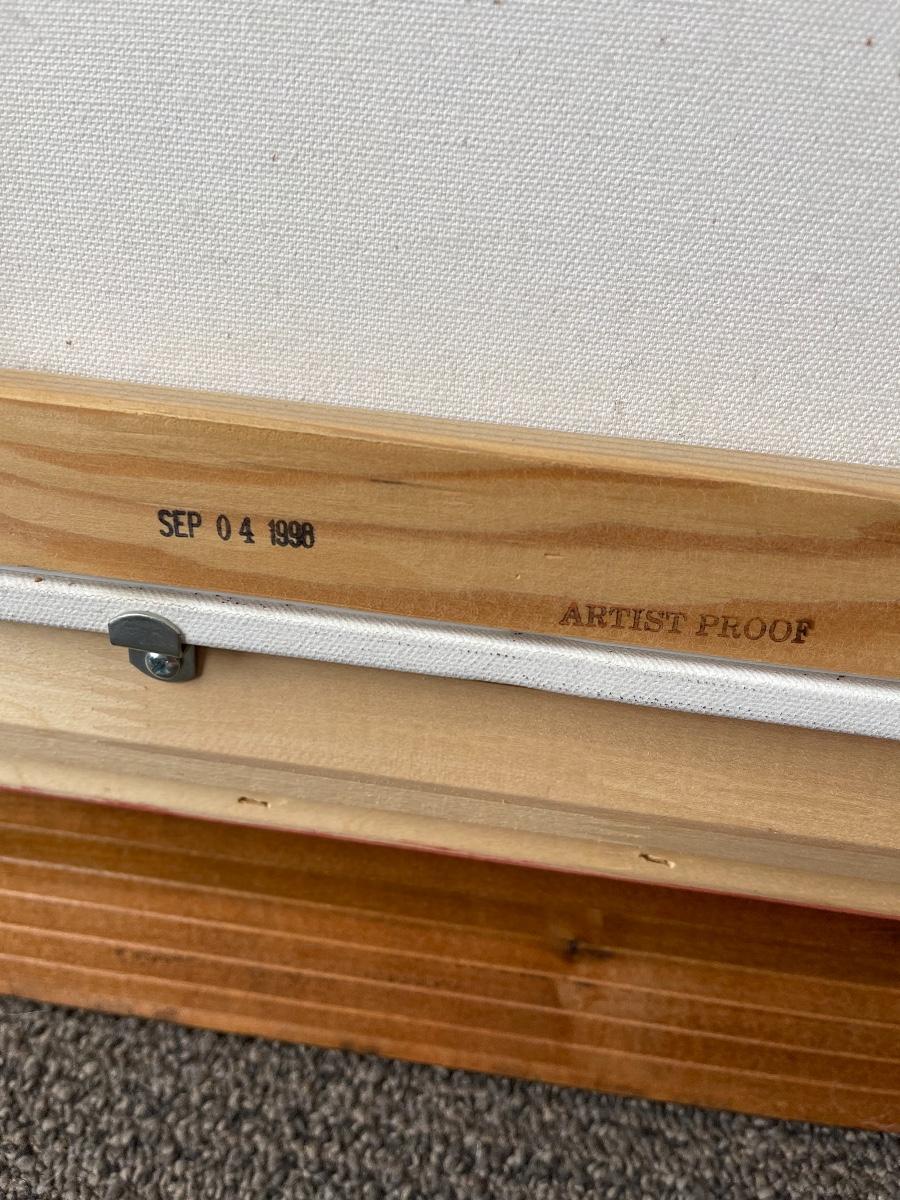 SEP 04 1998
ARTIST PROOF